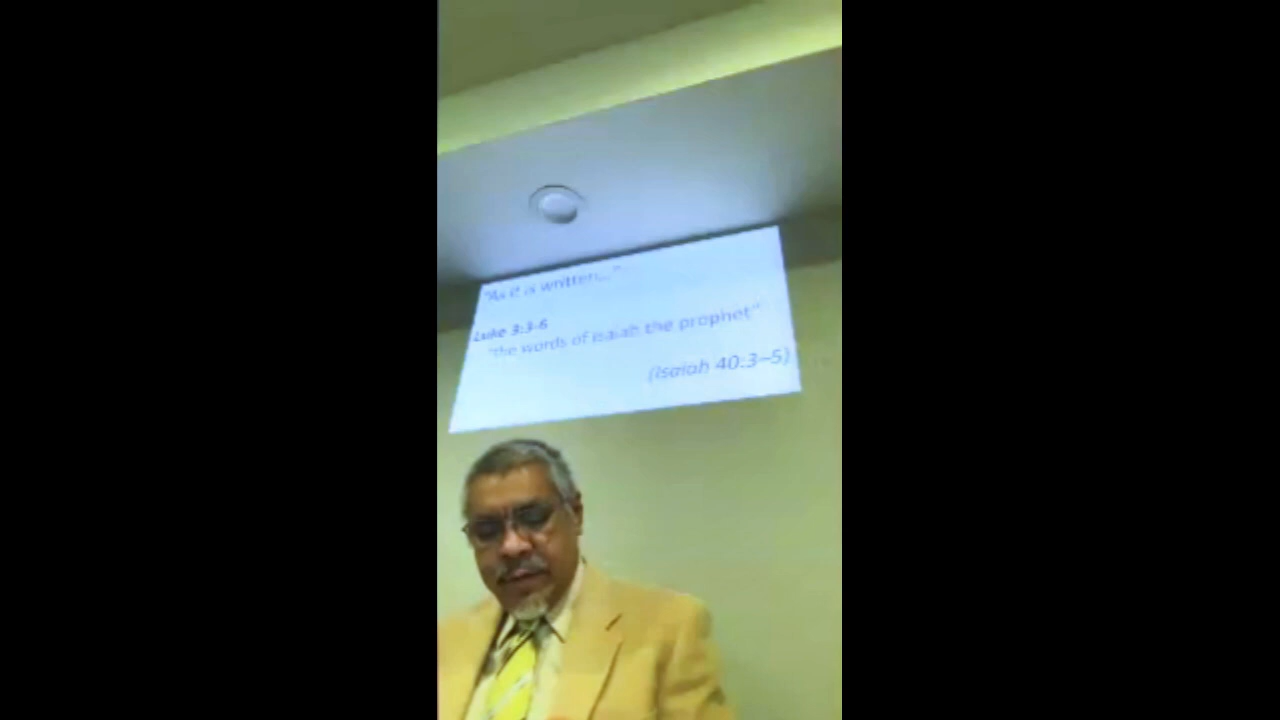 "As it is written..."
Luke 3:3-6
"the words of Isaiah the prophet"
(Isaiah 40:3–5)